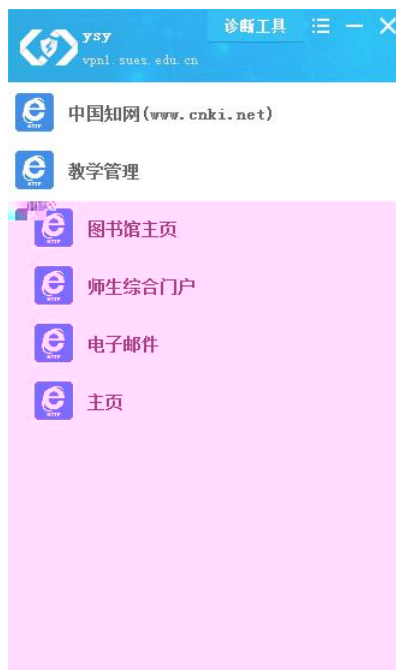 诊断工具
ysy
vpn1.sues.edu.cn
中国知网(www.cnki.net)
教学管理
图书馆主页
师生综合门户
电子邮件
主页